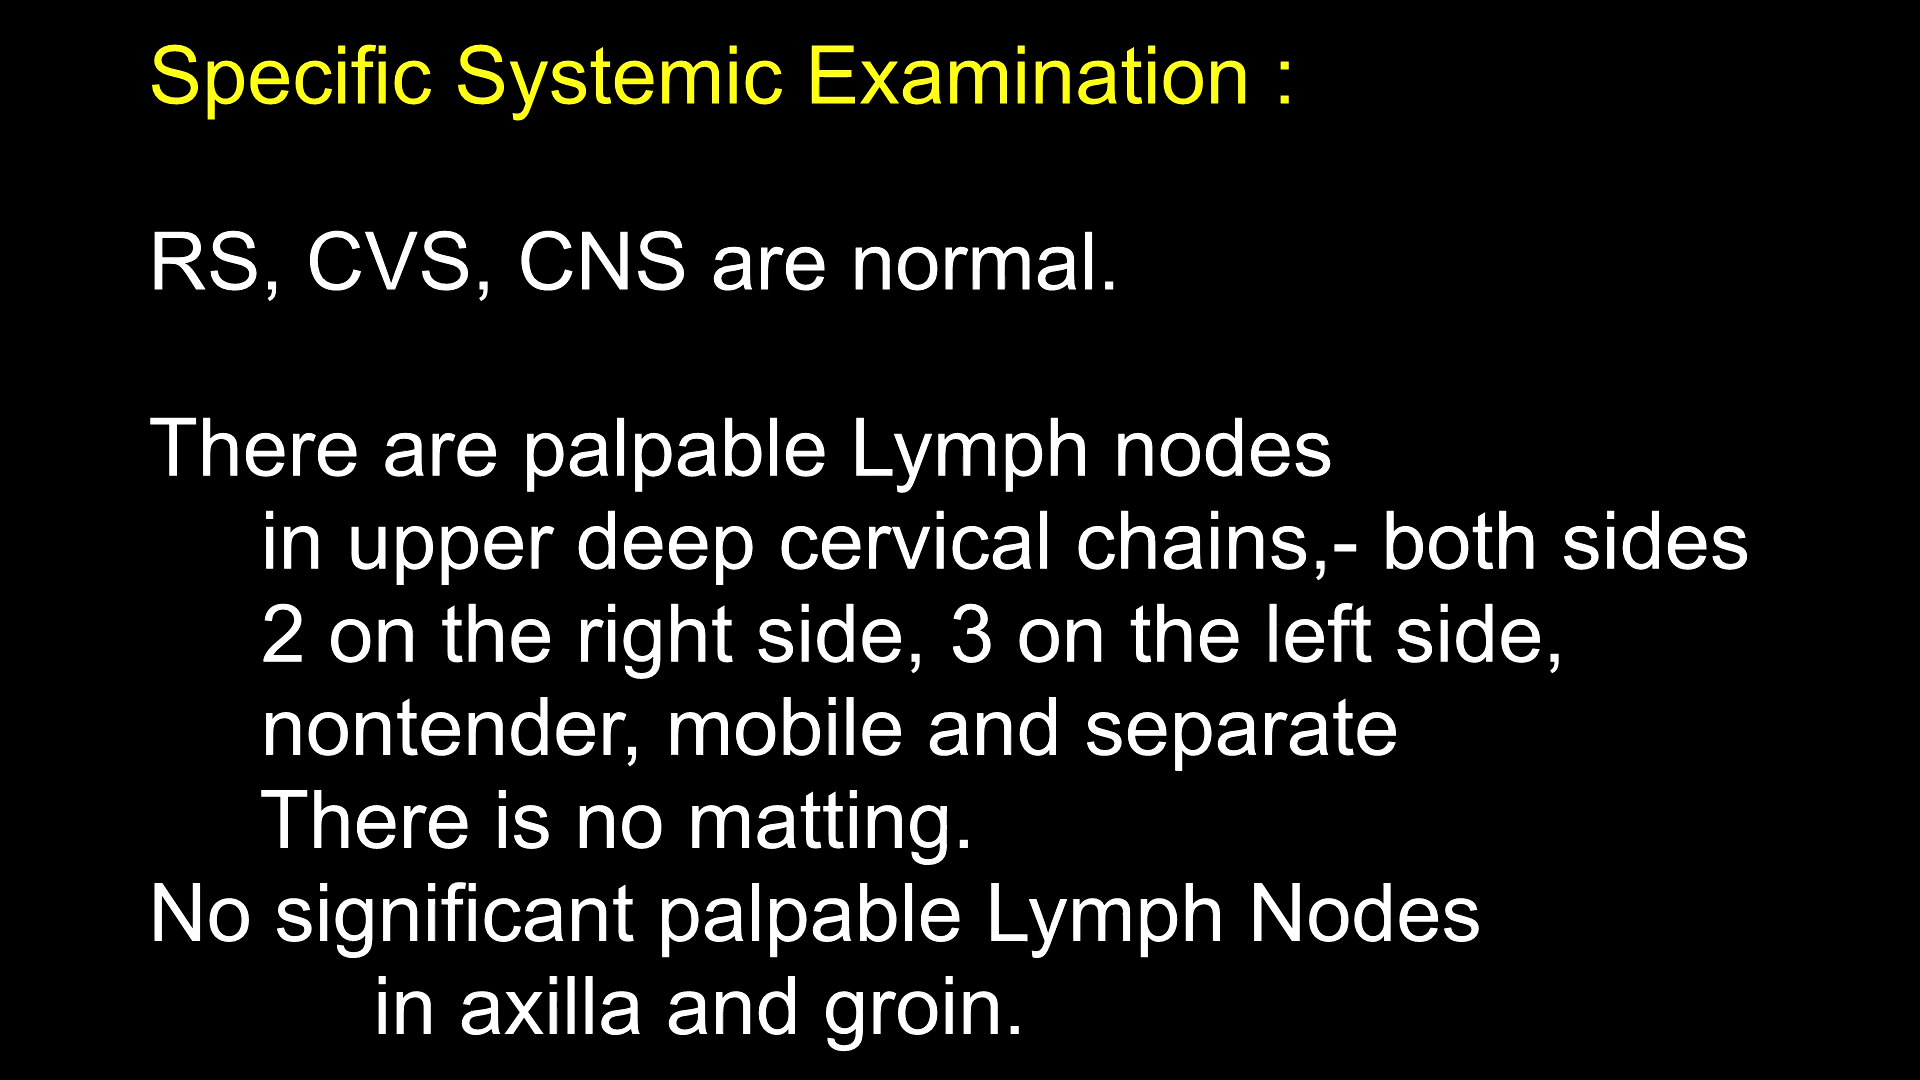 Specific Systemic Examination :
RS, CVS, CNS are normal.
There are palpable Lymph nodes
in upper deep cervical chains,- both sides
2 on the right side, 3 on the left side,
nontender, mobile and separate
There is no matting.
No significant palpable Lymph Nodes
in axilla and groin.